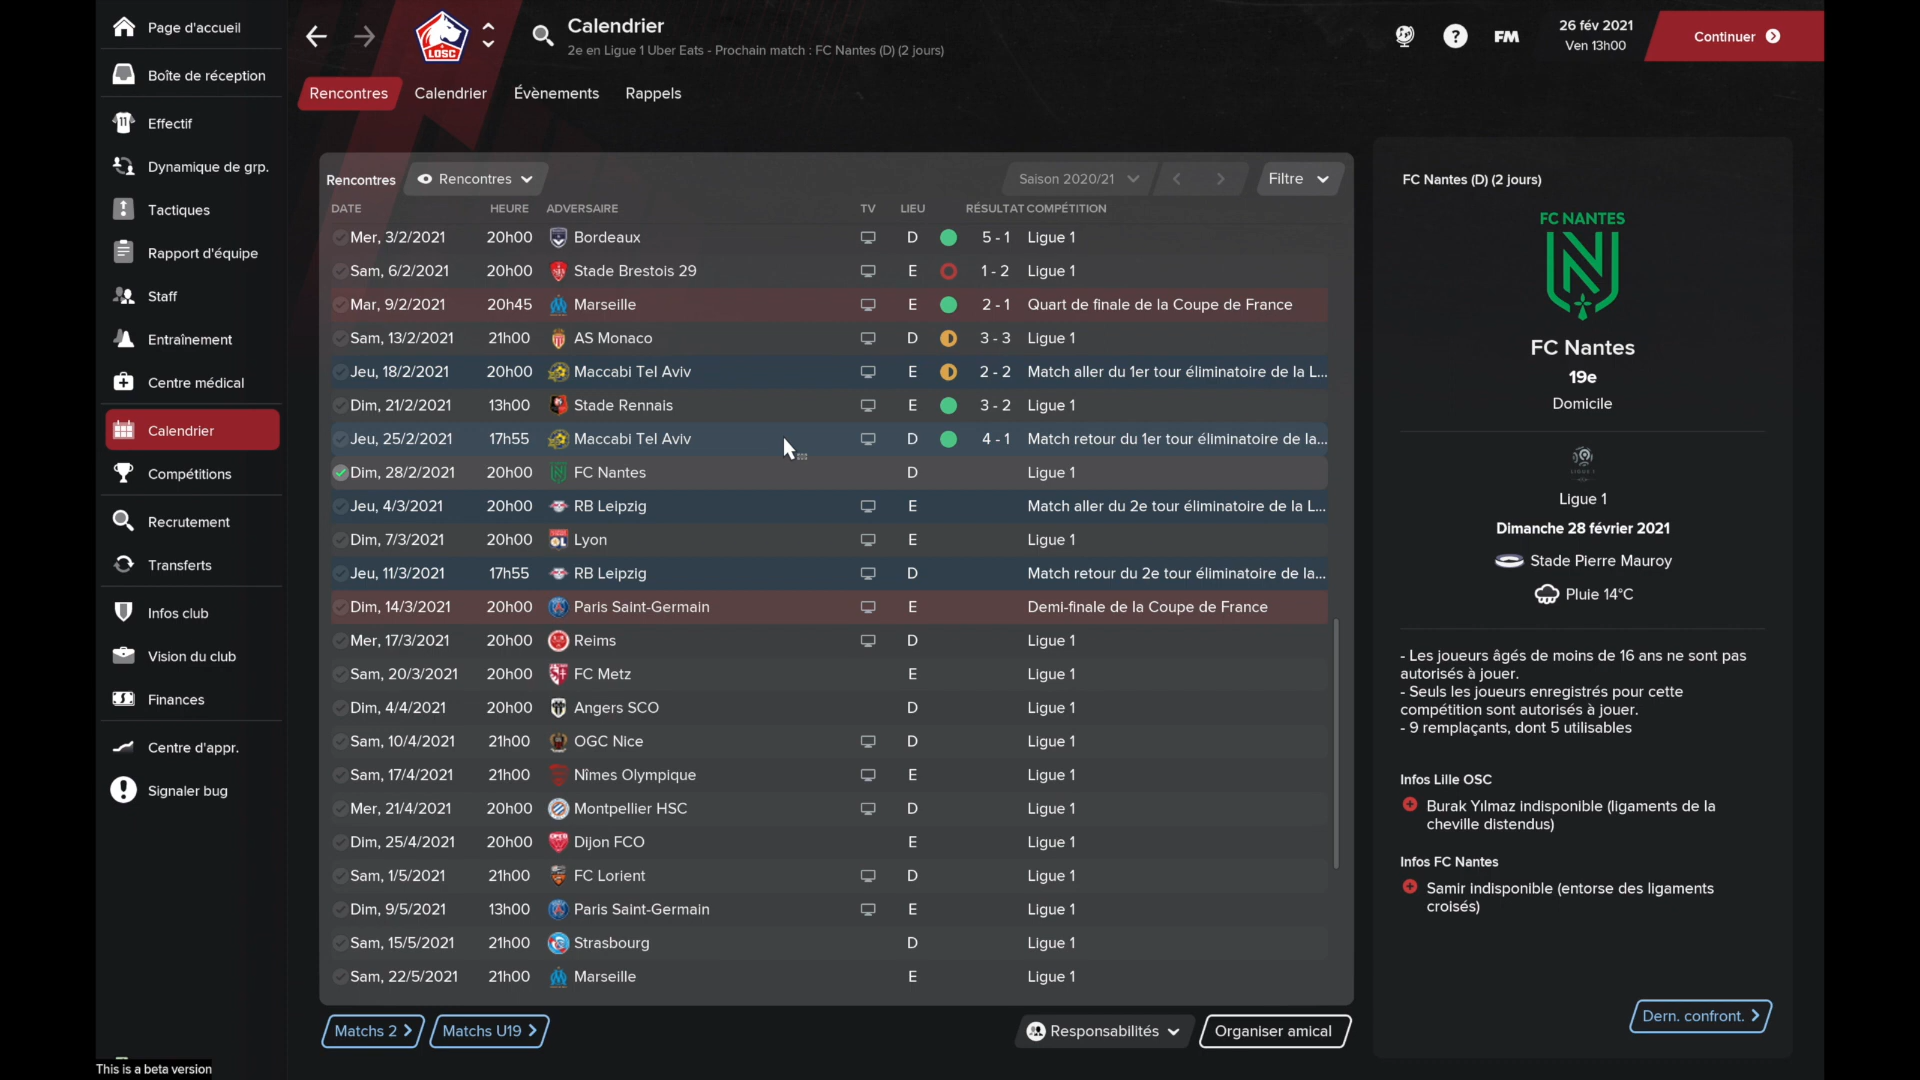 Page d'accueil
Boîte de réception
Effectif
Dynamique de grp.
Tactiques
Rapport d'équipe
Staff
Entraînement
Centre médical
Calendrier
Compétitions
Recrutement
Transferts
Infos club
Vision du club
Finances
Centre d'appr.
Signaler bug
This is a beta version
LOSC
Calendrier
2e en Ligue 1 Uber Eats - Prochain match : FC Nantes (D) (2 jours)
FM
26 fév 2021
Ven 13h00
Continuer
Rencontres Calendrier Évènements Rappels
Rencontres Rencontres Saison 2020/21 Filtre
DATE HEURE ADVERSAIRE TV LIEU RÉSULTAT COMPÉTITION
Mer, 3/2/2021 20h00 Bordeaux D 5 - 1 Ligue 1
Sam, 6/2/2021 20h00 Stade Brestois 29 E 1 - 2 Ligue 1
Mar, 9/2/2021 20h45 Marseille E 2 - 1 Quart de finale de la Coupe de France
Sam, 13/2/2021 21h00 AS Monaco D 3 - 3 Ligue 1
Jeu, 18/2/2021 20h00 Maccabi Tel Aviv E 2 - 2 Match aller du 1er tour éliminatoire de la L...
Dim, 21/2/2021 13h00 Stade Rennais E 3 - 2 Ligue 1
Jeu, 25/2/2021 17h55 Maccabi Tel Aviv D 4 - 1 Match retour du 1er tour éliminatoire de la...
Dim, 28/2/2021 20h00 FC Nantes D Ligue 1
Jeu, 4/3/2021 20h00 RB Leipzig E Match aller du 2e tour éliminatoire de la L...
Dim, 7/3/2021 20h00 Lyon E Ligue 1
Jeu, 11/3/2021 17h55 RB Leipzig D Match retour du 2e tour éliminatoire de la...
Dim, 14/3/2021 20h00 Paris Saint-Germain E Demi-finale de la Coupe de France
Mer, 17/3/2021 20h00 Reims D Ligue 1
Sam, 20/3/2021 20h00 FC Metz E Ligue 1
Dim, 4/4/2021 20h00 Angers SCO D Ligue 1
Sam, 10/4/2021 21h00 OGC Nice D Ligue 1
Sam, 17/4/2021 21h00 Nîmes Olympique E Ligue 1
Mer, 21/4/2021 20h00 Montpellier HSC D Ligue 1
Dim, 25/4/2021 20h00 Dijon FCO E Ligue 1
Sam, 1/5/2021 21h00 FC Lorient D Ligue 1
Dim, 9/5/2021 13h00 Paris Saint-Germain E Ligue 1
Sam, 15/5/2021 21h00 Strasbourg D Ligue 1
Sam, 22/5/2021 21h00 Marseille E Ligue 1
Matchs 2 Matchs U19 Responsabilités Organiser amical
FC Nantes (D) (2 jours)
FC NANTES
FC Nantes
19e
Domicile
LIGUE 1
Ligue 1
Dimanche 28 février 2021
Stade Pierre Mauroy
Pluie 14°C
- Les joueurs âgés de moins de 16 ans ne sont pas
autorisés à jouer.
- Seuls les joueurs enregistrés pour cette
compétition sont autorisés à jouer.
- 9 remplaçants, dont 5 utilisables
Infos Lille OSC
Burak Yılmaz indisponible (ligaments de la
cheville distendus)
Infos FC Nantes
Samir indisponible (entorse des ligaments
croisés)
Dern. confront.